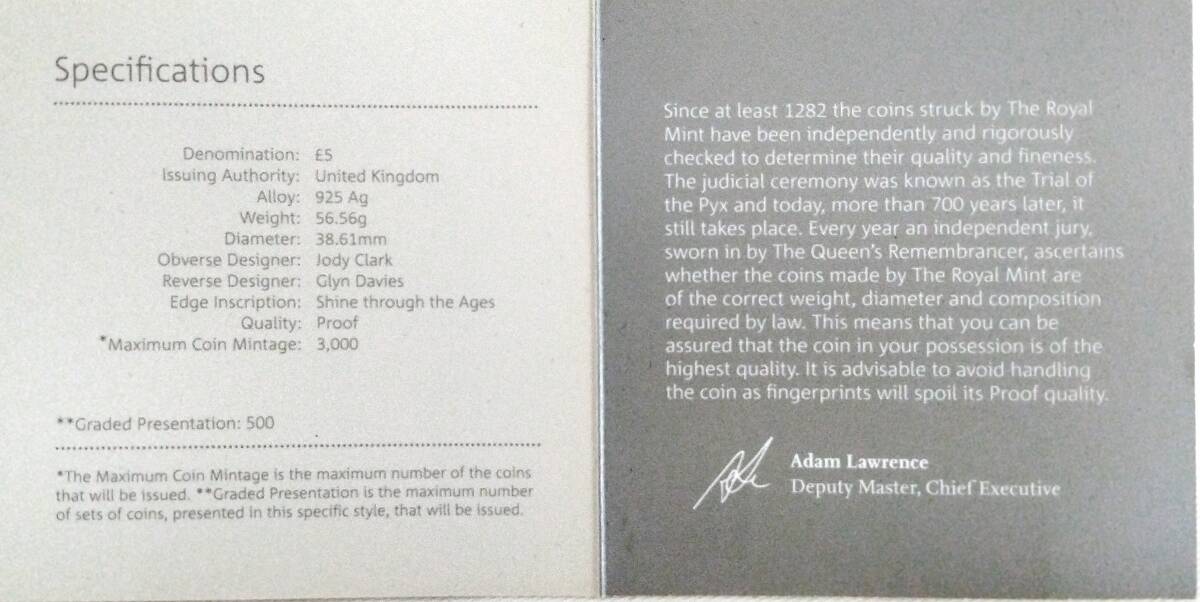 Specifications
Denomination: £5
Issuing Authority: United Kingdom
Alloy: 925 Ag
Weight: 56.56g
Diameter: 38.61mm
Obverse Designer: Jody Clark
Reverse Designer: Glyn Davies
Edge Inscription: Shine through the Ages
Quality: Proof
*Maximum Coin Mintage: 3,000
**Graded Presentation: 500
*The Maximum Coin Mintage is the maximum number of the coins
that will be issued. **Graded Presentation is the maximum number
of sets of coins, presented in this specific style, that will be issued.
Since at least 1282 the coins struck by The Royal
Mint have been independently and rigorously
checked to determine their quality and fineness.
The judicial ceremony was known as the Trial of
the Pyx and today, more than 700 years later, it
still takes place. Every year an independent jury,
sworn in by The Queen's Remembrancer, ascertains
whether the coins made by The Royal Mint are
of the correct weight, diameter and composition
required by law. This means that you can be
assured that the coin in your possession is of the
highest quality. It is advisable to avoid handling
the coin as fingerprints will spoil its Proof quality.
Adam Lawrence
Deputy Master, Chief Executive